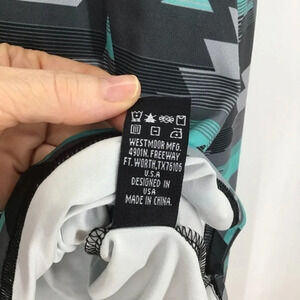 WESTMOOR MFG.
4901N. FREEWAY
FT. WORTH,TX76106
U.S.A
DESIGNED IN
USA
MADE IN CHINA.